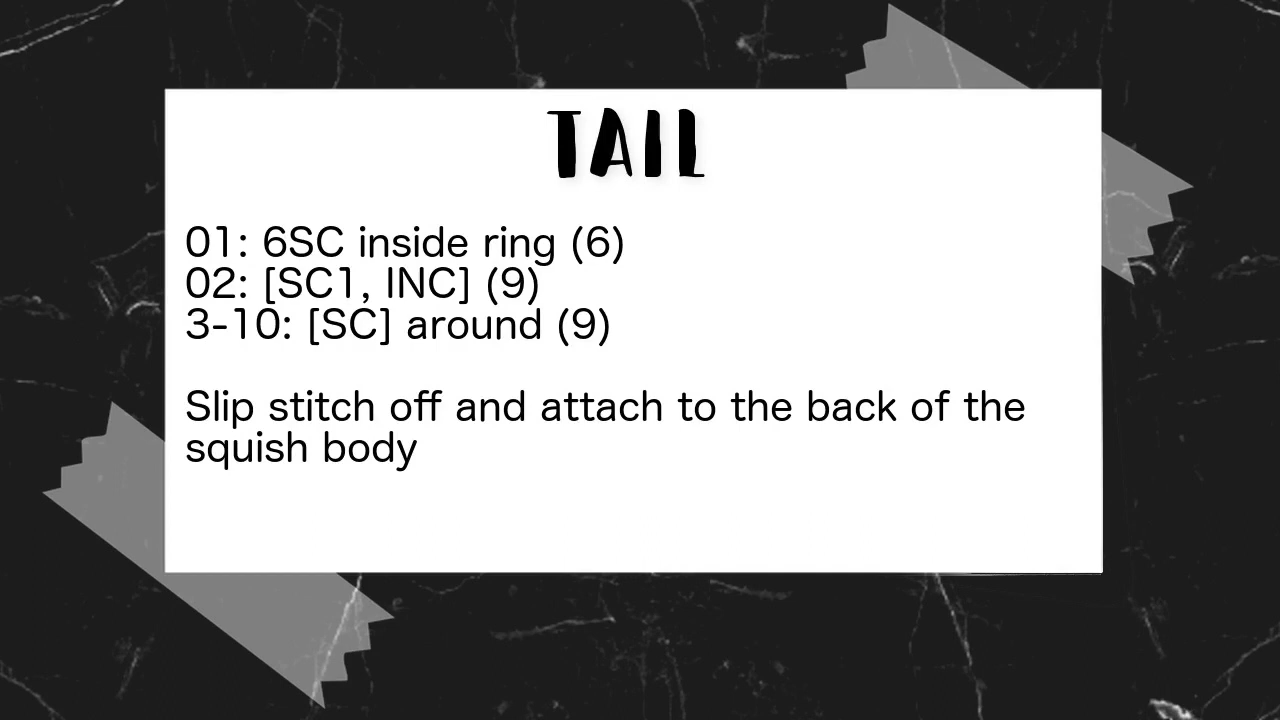 TAIL
01: 6SC inside ring (6)
02: [SC1, INC] (9)
3-10: [SC] around (9)
Slip stitch off and attach to the back of the
squish body